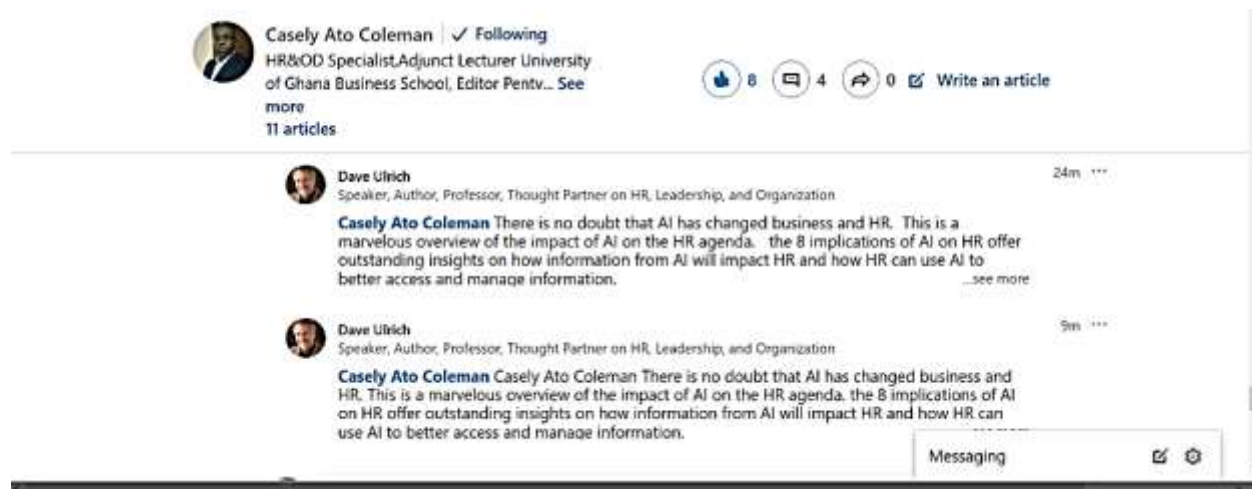 Casely Ato Coleman ✓ Following
HR&OD Specialist,Adjunct Lecturer University
of Ghana Business School, Editor Pentv... See
more
11 articles
8 4 0 Write an article
Dave Ulrich 24m ...
Speaker, Author, Professor, Thought Partner on HR, Leadership, and Organization
Casely Ato Coleman There is no doubt that AI has changed business and HR. This is a
marvelous overview of the impact of AI on the HR agenda. the 8 implications of AI on HR offer
outstanding insights on how information from AI will impact HR and how HR can use AI to
better access and manage information. ...see more
Dave Ulrich 9m ...
Speaker, Author, Professor, Thought Partner on HR, Leadership, and Organization
Casely Ato Coleman Casely Ato Coleman There is no doubt that AI has changed business and
HR. This is a marvelous overview of the impact of AI on the HR agenda. the 8 implications of AI
on HR offer outstanding insights on how information from AI will impact HR and how HR can
use AI to better access and manage information.
Messaging